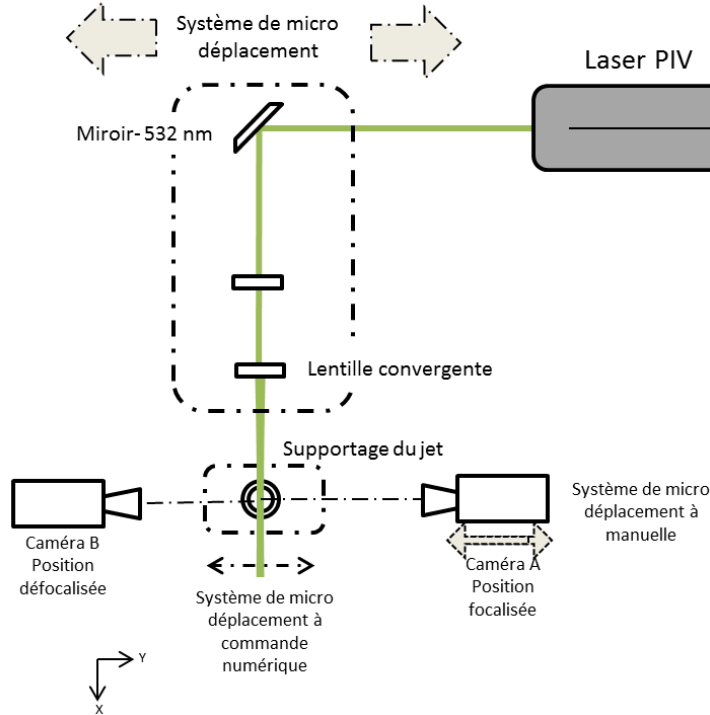 Système de micro
déplacement
Laser PIV
Miroir- 532 nm
Lentille convergente
Supportage du jet
Système de micro
déplacement à
manuelle
Caméra B
Position
défocalisée
Caméra A
Position
focalisée
Système de micro
déplacement à
commande
numérique
Y
X